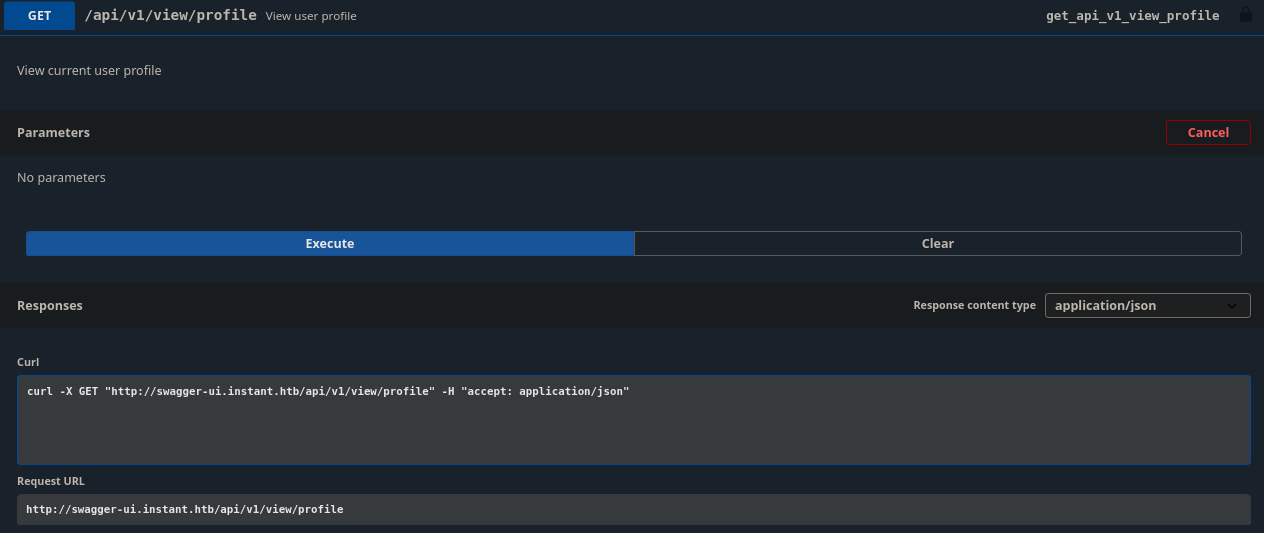 GET /api/v1/view/profile View user profile get_api_v1_view_profile
View current user profile
Parameters Cancel
No parameters
Execute Clear
Responses Response content type application/json
Curl
curl -X GET "http://swagger-ui.instant.htb/api/v1/view/profile" -H "accept: application/json"
Request URL
http://swagger-ui.instant.htb/api/v1/view/profile